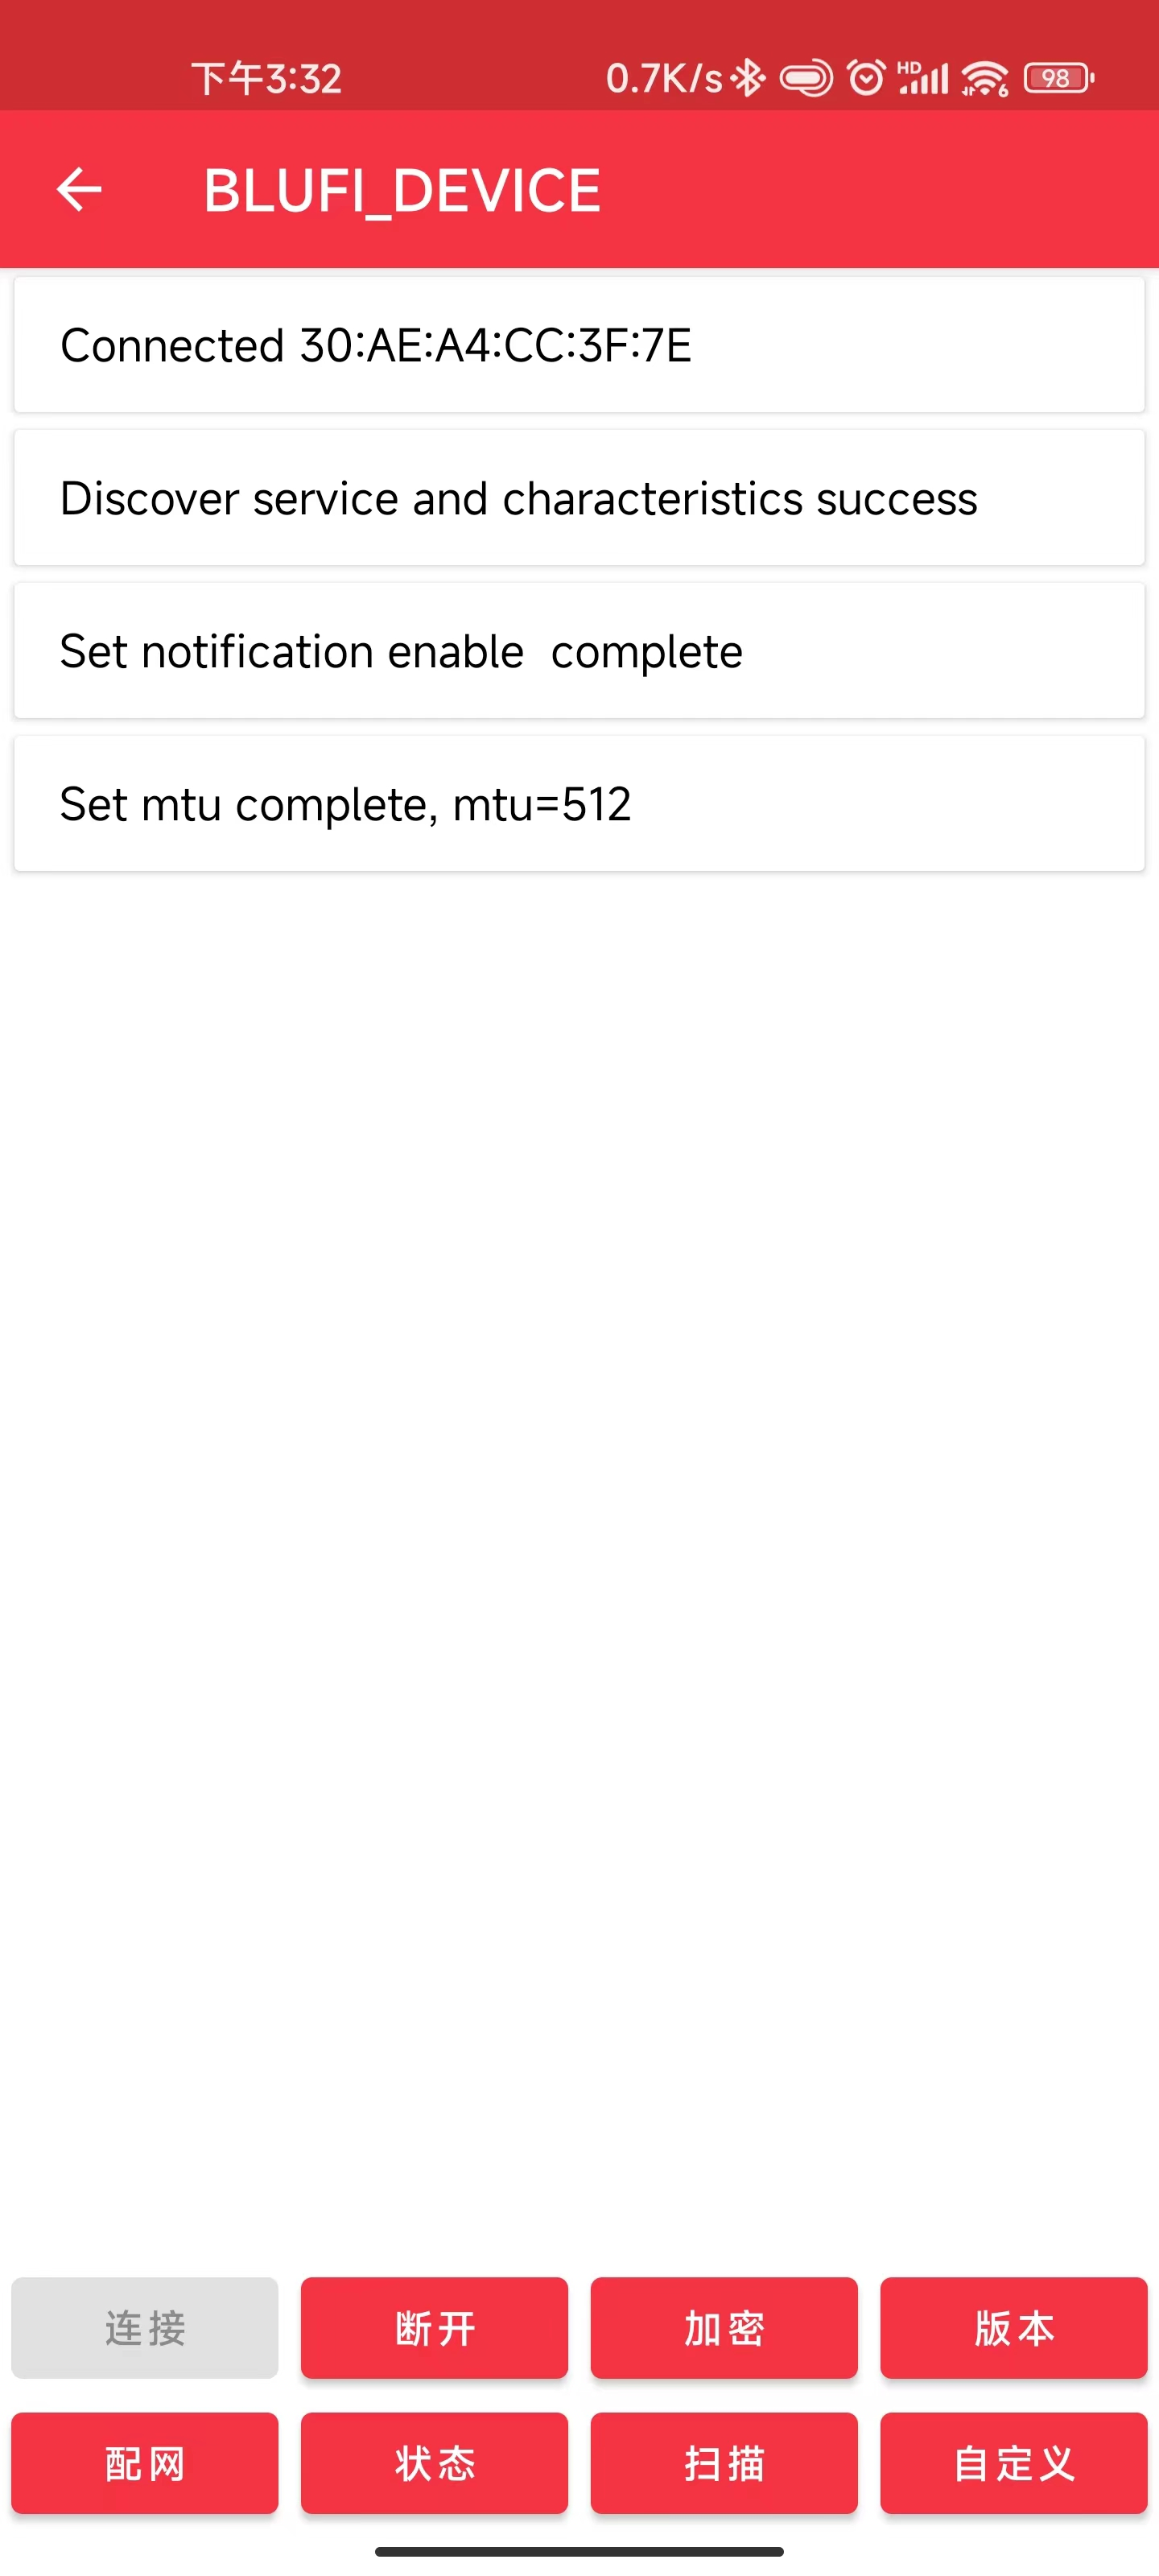 下午3:32 0.7K/s HD 6 98
BLUFI_DEVICE
Connected 30:AE:A4:CC:3F:7E
Discover service and characteristics success
Set notification enable  complete
Set mtu complete, mtu=512
连接 断开 加密 版本
配网 状态 扫描 自定义